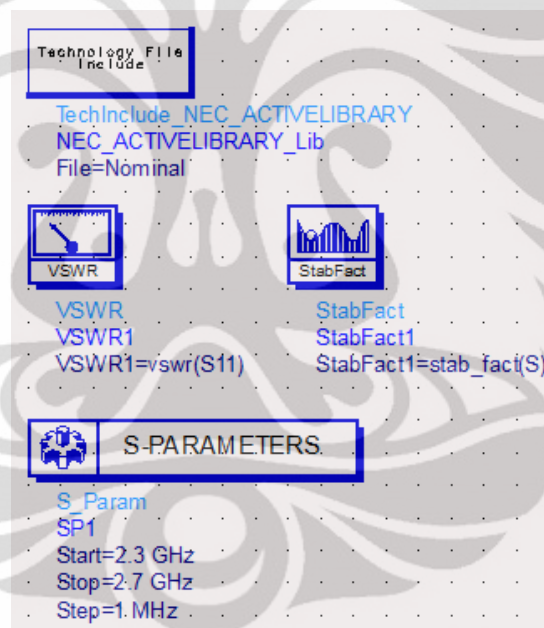 Technology File
Include
TechInclude_NEC_ACTIVELIBRARY
NEC_ACTIVELIBRARY_Lib
File=Nominal
VSWR
StabFact
VSWR
StabFact
VSWR1
StabFact1
VSWR1=vswr(S11)
StabFact1=stab_fact(S)
S-PARAMETERS
S_Param
SP1
Start=2.3 GHz
Stop=2.7 GHz
Step=1 MHz